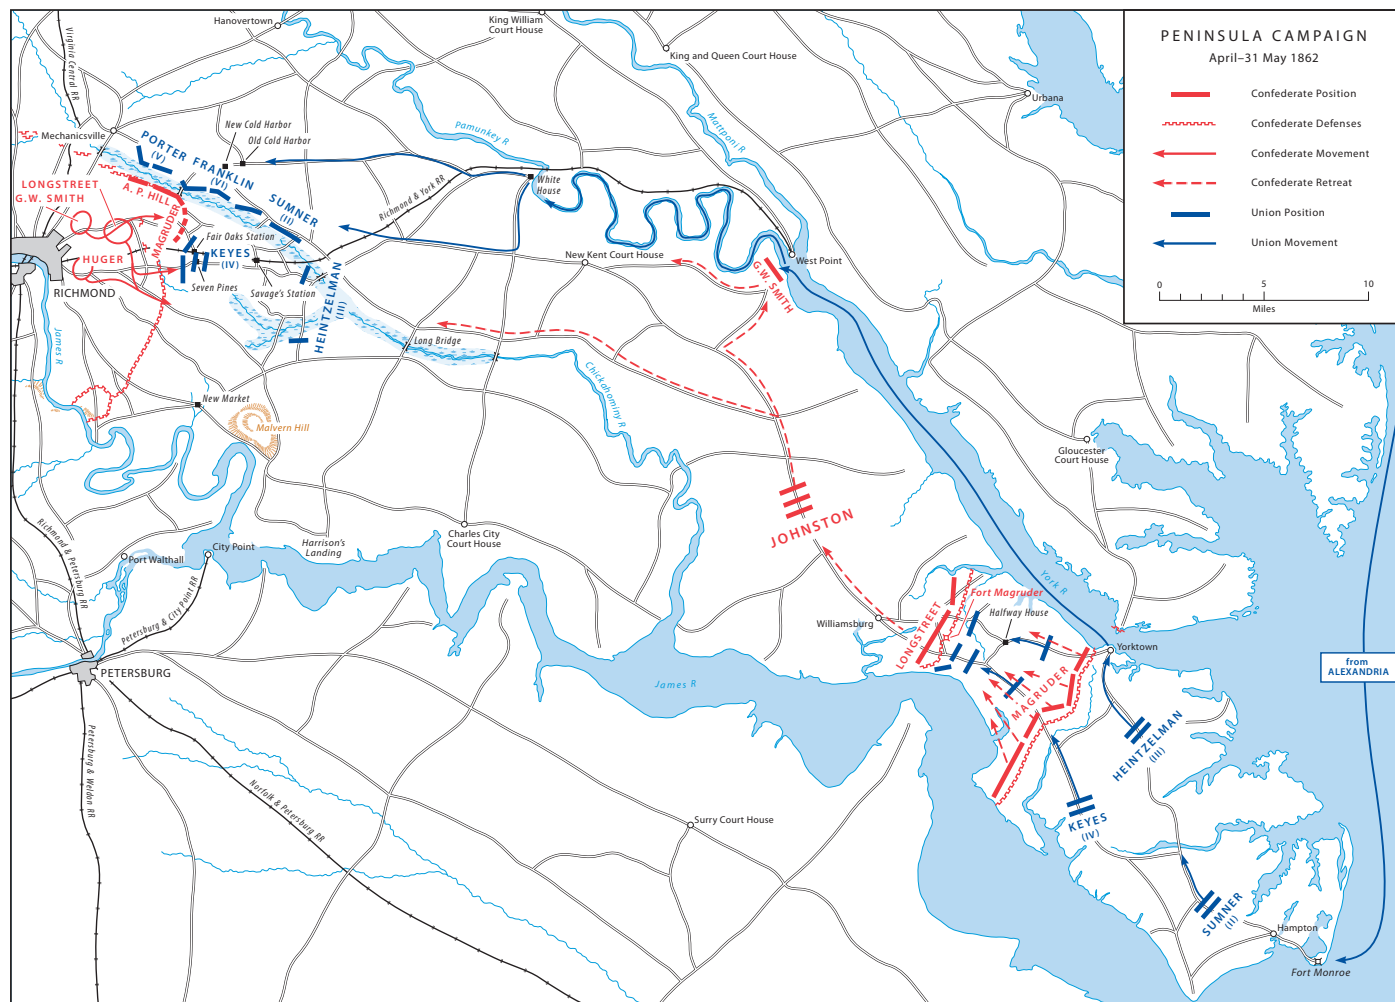 PENINSULA CAMPAIGN
April–31 May 1862
Confederate Position
Confederate Defenses
Confederate Movement
Confederate Retreat
Union Position
Union Movement
0
5
10
Miles
Hanovertown
King William
Court House
King and Queen Court House
Urbana
Virginia Central RR
Mechanicsville
New Cold Harbor
Old Cold Harbor
Pamunkey R
Mattponi R
PORTER
(V)
FRANKLIN
(VI)
SUMNER
(II)
LONGSTREET
G.W. SMITH
A. P. HILL
MAGRUDER
HUGER
Fair Oaks Station
KEYES
(IV)
Seven Pines
Savage's Station
RICHMOND
Richmond & York RR
White
House
New Kent Court House
West Point
G.W. SMITH
HEINTZELMAN
(III)
Long Bridge
James R
New Market
Malvern Hill
Chickahominy R
Gloucester
Court House
Richmond & Petersburg RR
Port Walthall
City Point
Harrison's
Landing
Charles City
Court House
JOHNSTON
Petersburg & City Point RR
PETERSBURG
Williamsburg
LONGSTREET
Fort Magruder
Halfway House
York R
Yorktown
MAGRUDER
James R
from
ALEXANDRIA
HEINTZELMAN
(III)
KEYES
(IV)
SUMNER
(II)
Petersburg & Weldon RR
Norfolk & Petersburg RR
Surry Court House
Hampton
Fort Monroe